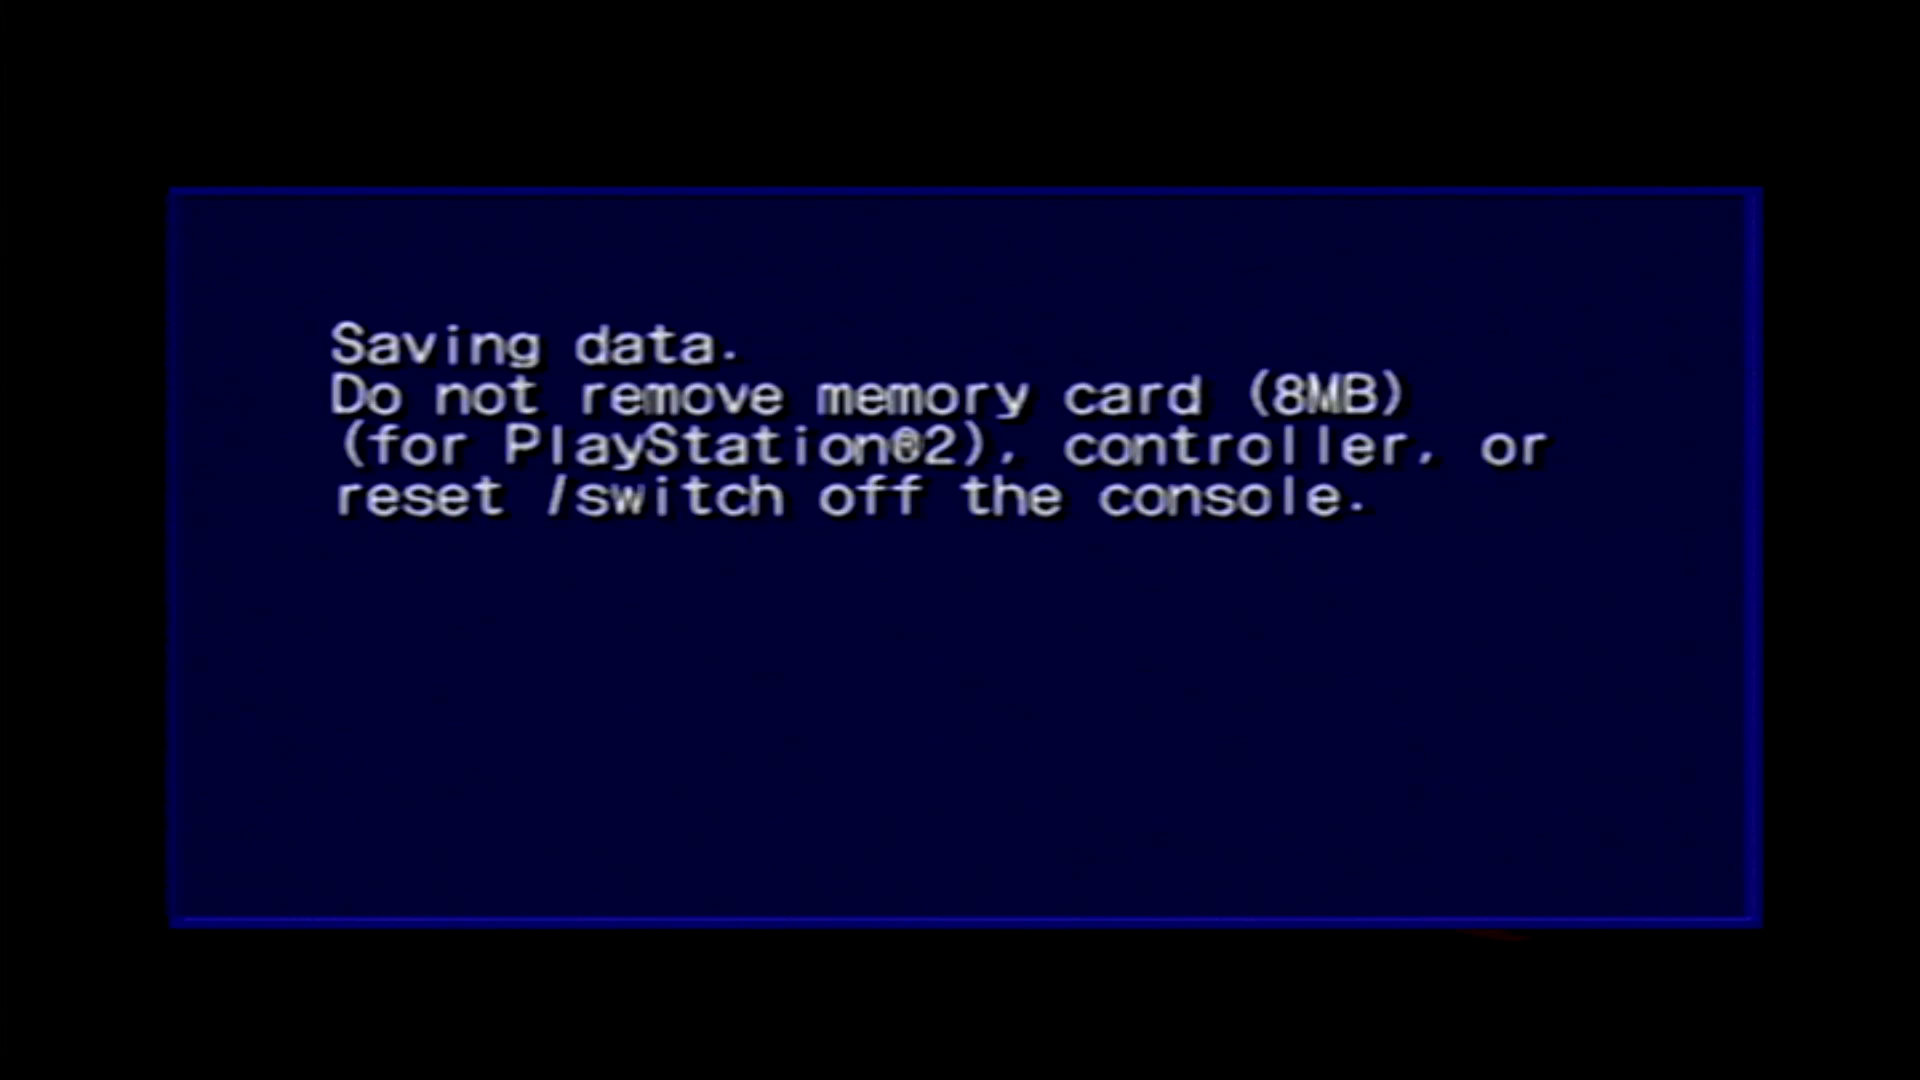 Saving data.
Do not remove memory card (8MB)
(for PlayStation®2), controller, or
reset /switch off the console.